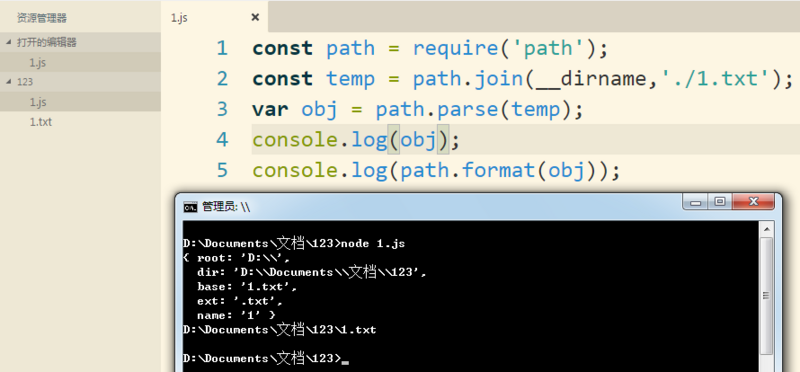 资源管理器
打开的编辑器
1.js
123
1.js
1.txt
1.js
1 const path = require('path');
2 const temp = path.join(__dirname,'./1.txt');
3 var obj = path.parse(temp);
4 console.log(obj);
5 console.log(path.format(obj));
管理员: \\
D:\Documents\文档\123>node 1.js
{ root: 'D:\\',
dir: 'D:\\Documents\\文档\\123',
base: '1.txt',
ext: '.txt',
name: '1' }
D:\Documents\文档\123\1.txt
D:\Documents\文档\123>_